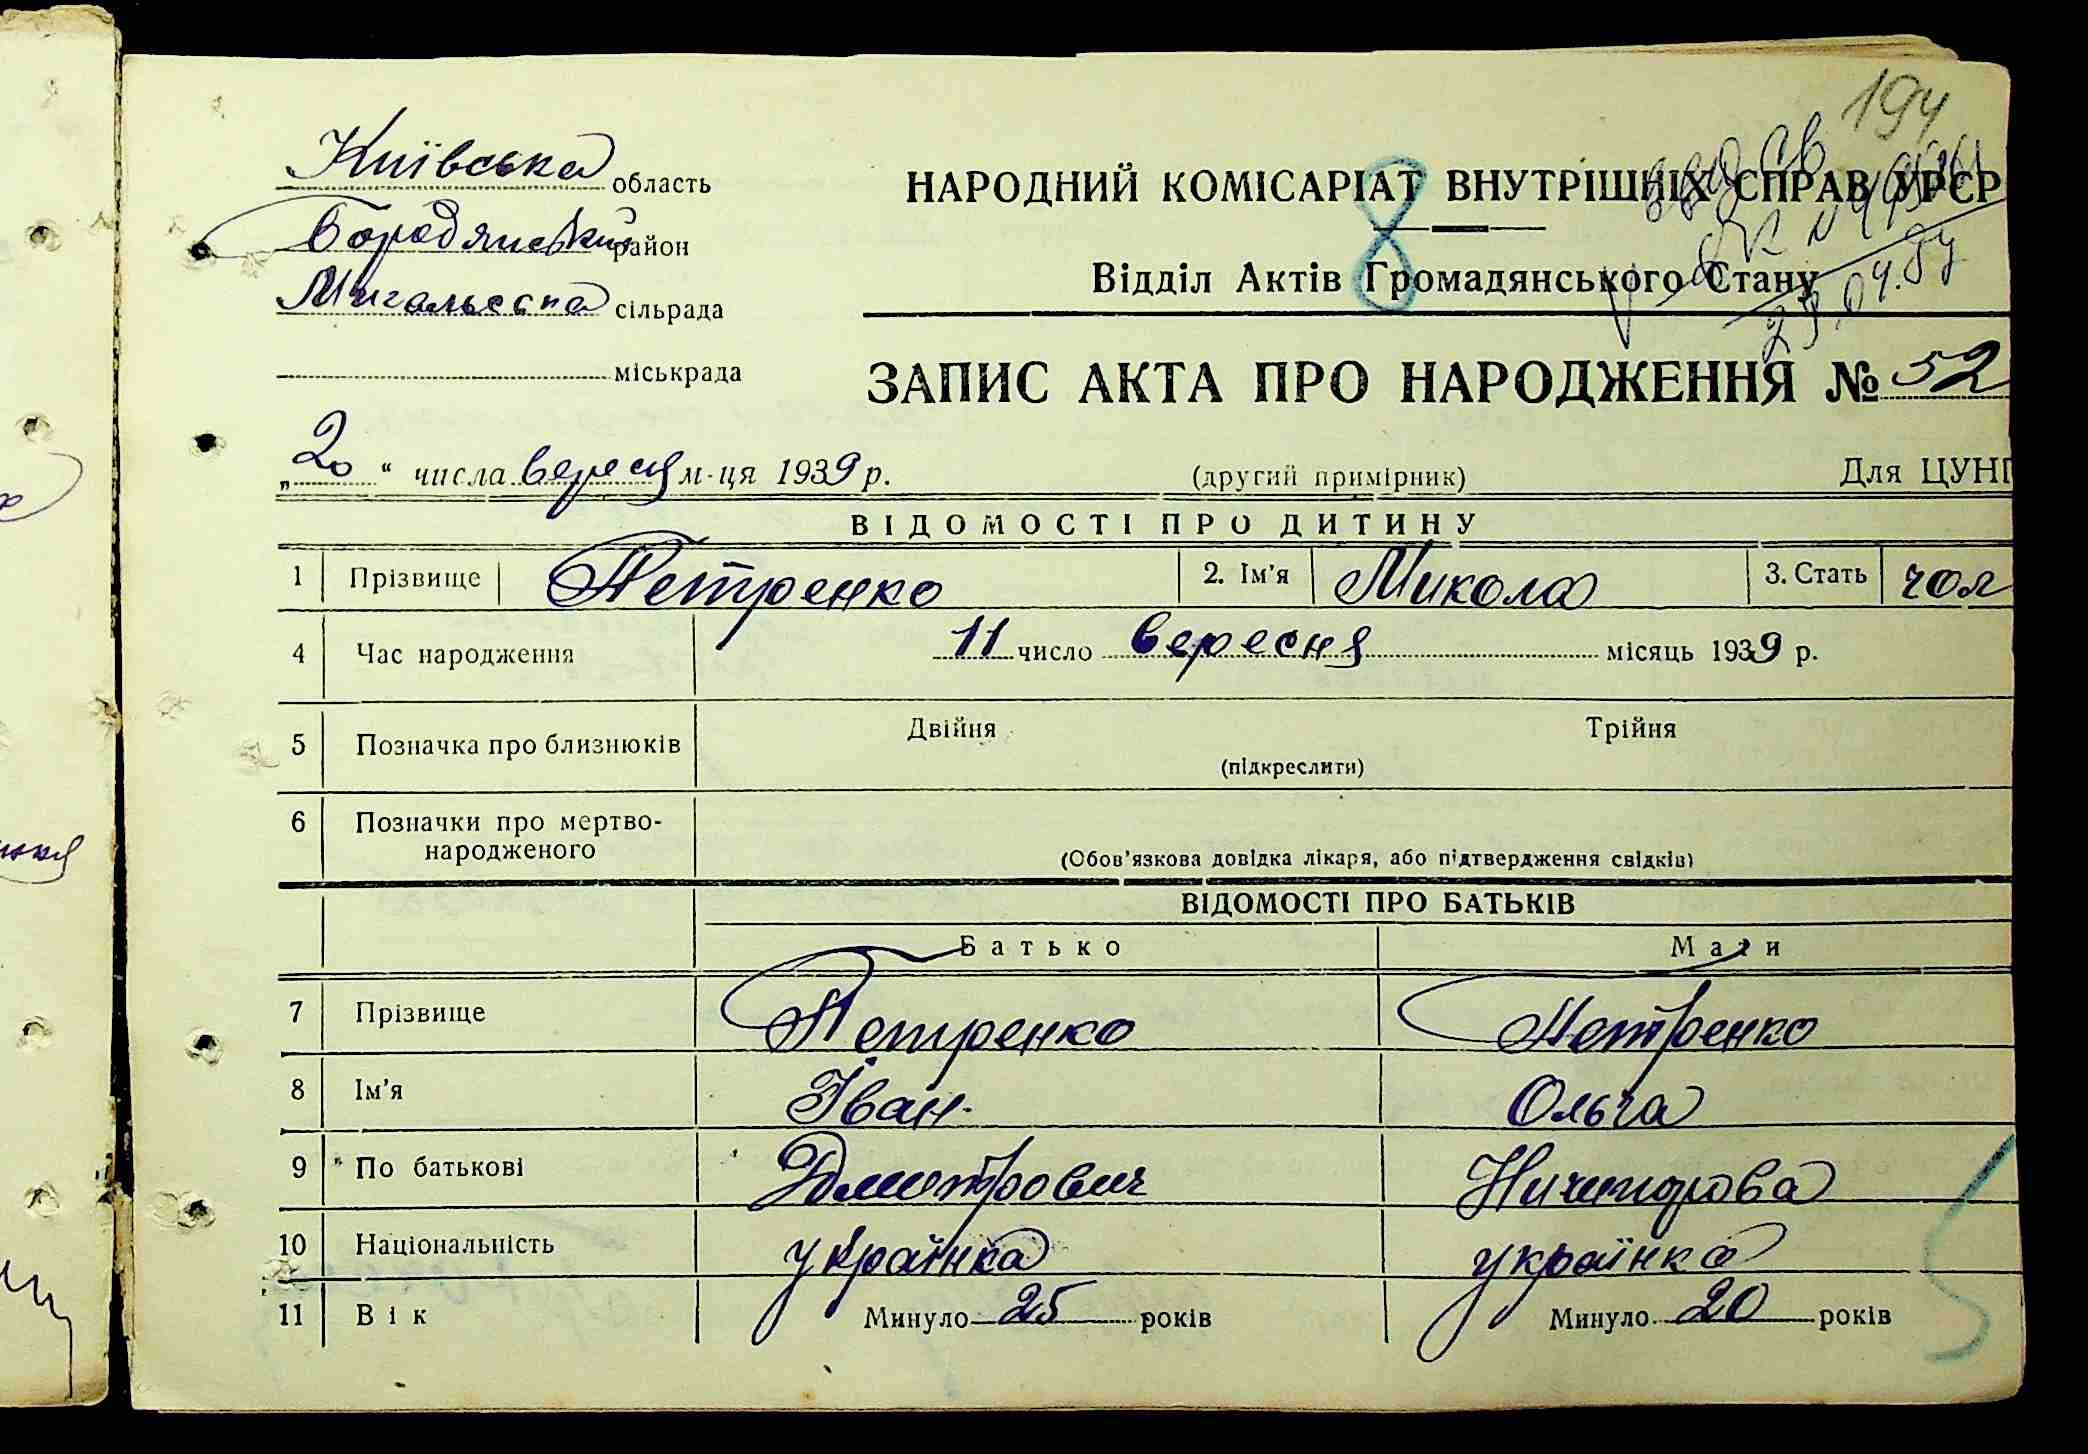 194
Київська область
НАРОДНИЙ КОМІСАРІАТ ВНУТРІШНІХ СПРАВ УРСР
8
Бородянський район
Відділ Актів Громадянського Стану
Мигальська сільрада
міськрада
ЗАПИС АКТА ПРО НАРОДЖЕННЯ № 52
„20“ числа вересня м-ця 1939 р. (другий примірник) Для ЦУНГ
ВІДОМОСТІ ПРО ДИТИНУ
1 Прізвище Петренко 2. Ім'я Микола 3. Стать чол
4 Час народження 11 число вересня місяць 1939 р.
5 Позначка про близнюків Двійня Трійня
(підкреслити)
6 Позначки про мертво-
народженого
(Обов'язкова довідка лікаря, або підтвердження свідків)
ВІДОМОСТІ ПРО БАТЬКІВ
Батько Мати
7 Прізвище Петренко Петренко
8 Ім'я Іван Ольга
9 По батькові Дмитрович Ничипорова
10 Національність українка українка
11 Вік Минуло 25 років Минуло 20 років